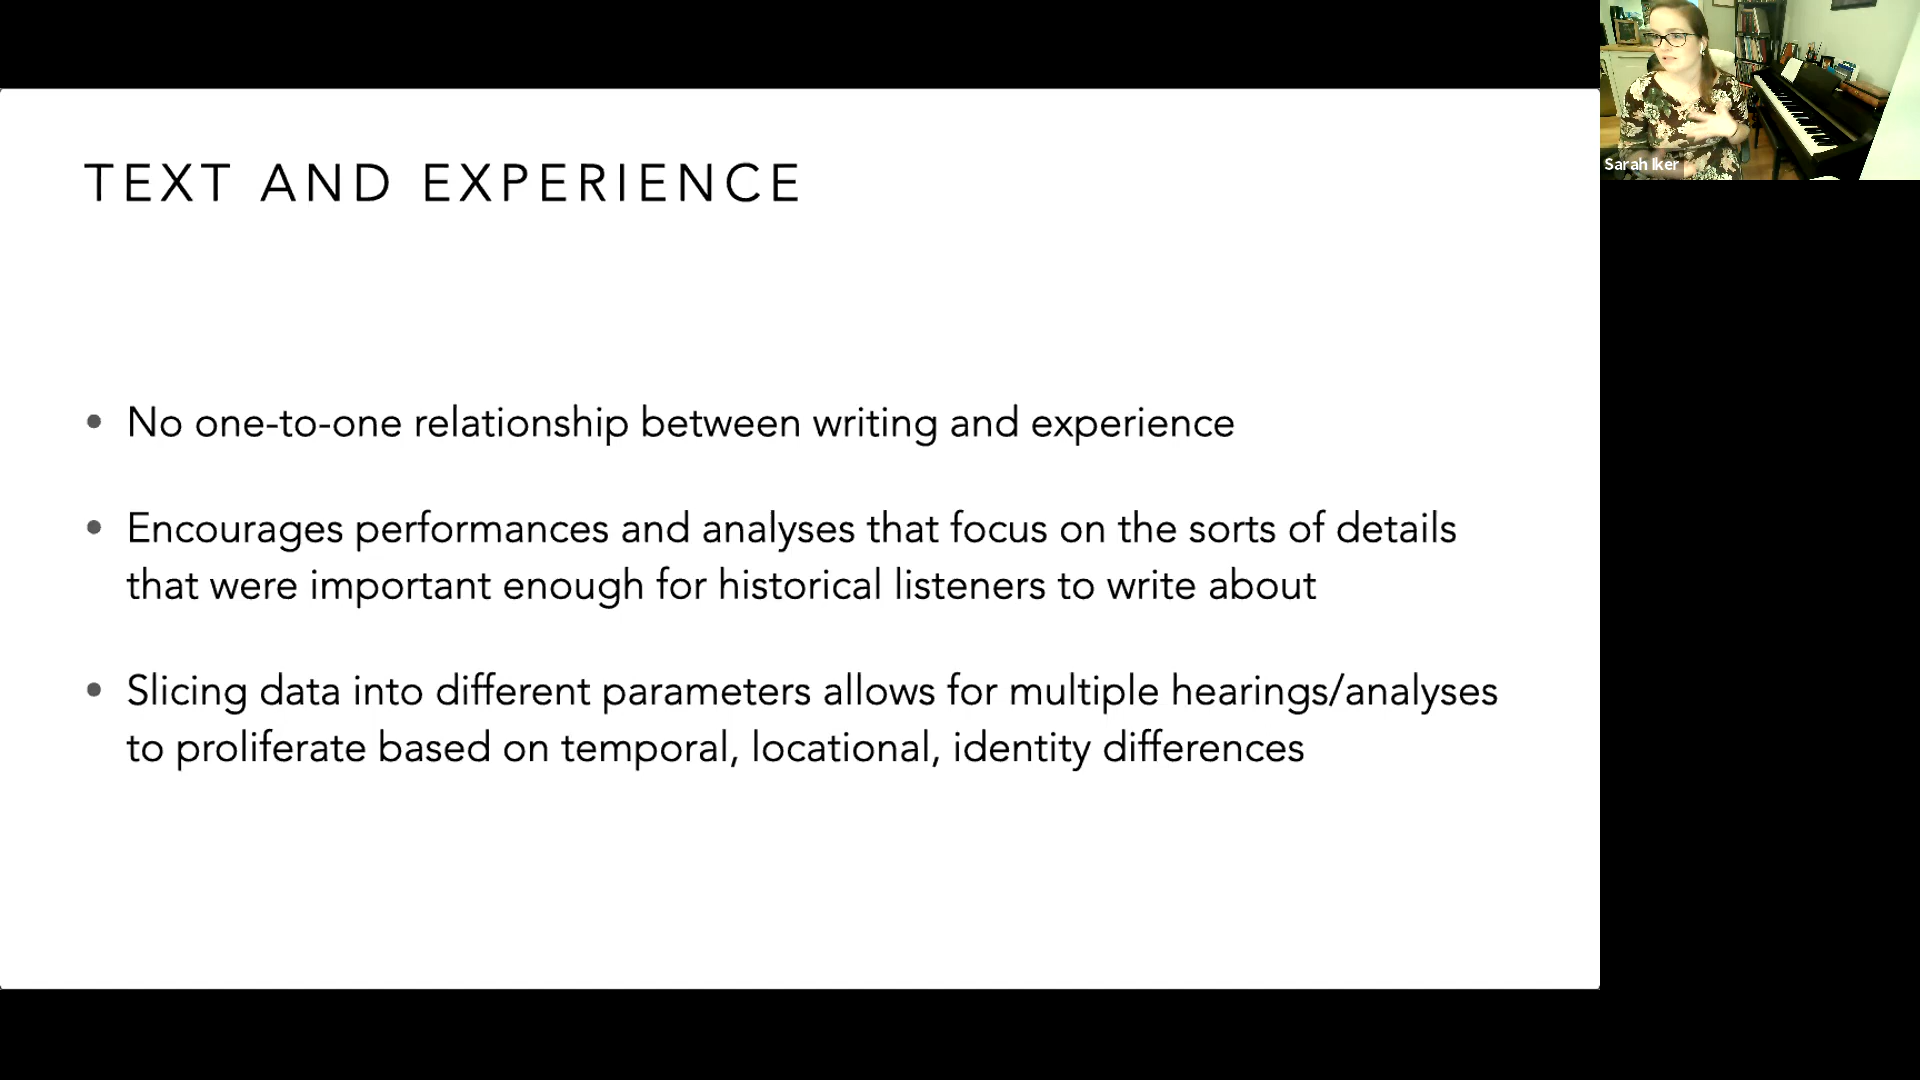 TEXT AND EXPERIENCE
• No one-to-one relationship between writing and experience
• Encourages performances and analyses that focus on the sorts of details
that were important enough for historical listeners to write about
• Slicing data into different parameters allows for multiple hearings/analyses
to proliferate based on temporal, locational, identity differences
Sarah Iker